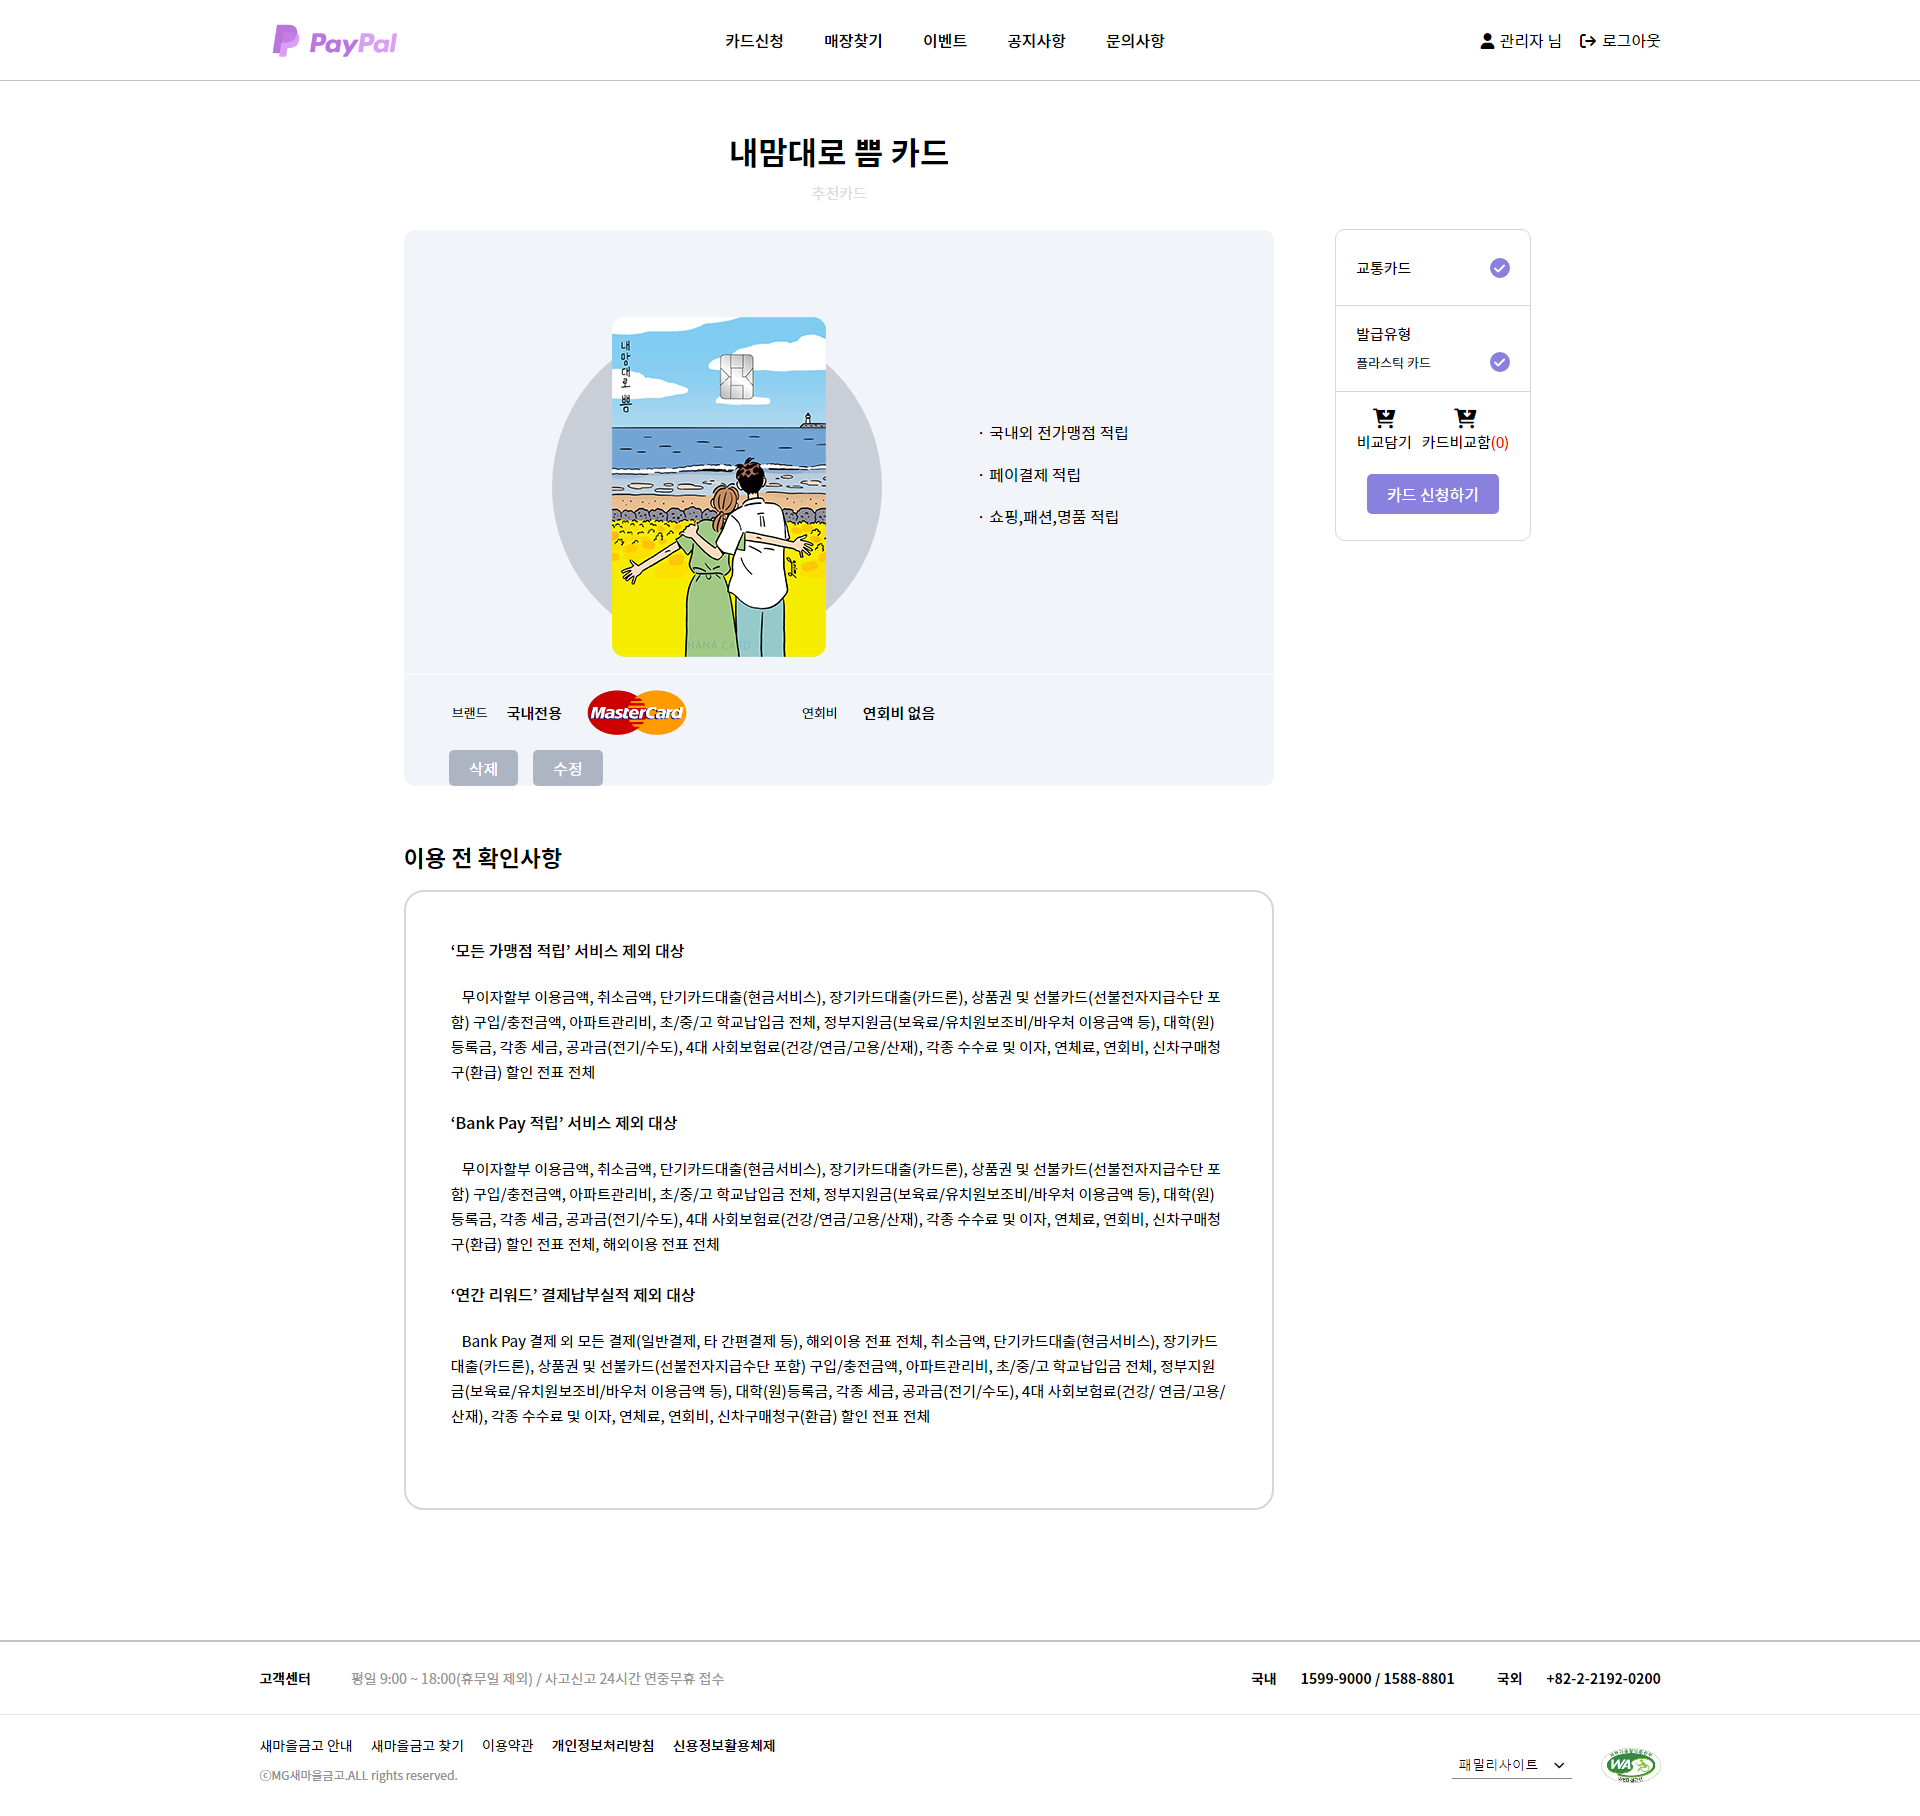 PayPal
카드신청 매장찾기 이벤트 공지사항 문의사항
관리자 님 로그아웃
내맘대로 쁨 카드
추천카드
내맘대로 쁨
HANA CARD
· 국내외 전가맹점 적립
· 페이결제 적립
· 쇼핑,패션,명품 적립
브랜드 국내전용 MasterCard 연회비 연회비 없음
삭제 수정
교통카드
발급유형
플라스틱 카드
비교담기 카드비교함(0)
카드 신청하기
이용 전 확인사항
‘모든 가맹점 적립’ 서비스 제외 대상
무이자할부 이용금액, 취소금액, 단기카드대출(현금서비스), 장기카드대출(카드론), 상품권 및 선불카드(선불전자지급수단 포
함) 구입/충전금액, 아파트관리비, 초/중/고 학교납입금 전체, 정부지원금(보육료/유치원보조비/바우처 이용금액 등), 대학(원)
등록금, 각종 세금, 공과금(전기/수도), 4대 사회보험료(건강/연금/고용/산재), 각종 수수료 및 이자, 연체료, 연회비, 신차구매청
구(환급) 할인 전표 전체
‘Bank Pay 적립’ 서비스 제외 대상
무이자할부 이용금액, 취소금액, 단기카드대출(현금서비스), 장기카드대출(카드론), 상품권 및 선불카드(선불전자지급수단 포
함) 구입/충전금액, 아파트관리비, 초/중/고 학교납입금 전체, 정부지원금(보육료/유치원보조비/바우처 이용금액 등), 대학(원)
등록금, 각종 세금, 공과금(전기/수도), 4대 사회보험료(건강/연금/고용/산재), 각종 수수료 및 이자, 연체료, 연회비, 신차구매청
구(환급) 할인 전표 전체, 해외이용 전표 전체
‘연간 리워드’ 결제납부실적 제외 대상
Bank Pay 결제 외 모든 결제(일반결제, 타 간편결제 등), 해외이용 전표 전체, 취소금액, 단기카드대출(현금서비스), 장기카드
대출(카드론), 상품권 및 선불카드(선불전자지급수단 포함) 구입/충전금액, 아파트관리비, 초/중/고 학교납입금 전체, 정부지원
금(보육료/유치원보조비/바우처 이용금액 등), 대학(원)등록금, 각종 세금, 공과금(전기/수도), 4대 사회보험료(건강/ 연금/고용/
산재), 각종 수수료 및 이자, 연체료, 연회비, 신차구매청구(환급) 할인 전표 전체
고객센터 평일 9:00 ~ 18:00(휴무일 제외) / 사고신고 24시간 연중무휴 접수 국내 1599-9000 / 1588-8801 국외 +82-2-2192-0200
새마을금고 안내 새마을금고 찾기 이용약관 개인정보처리방침 신용정보활용체제
ⓒMG새마을금고.ALL rights reserved.
패밀리사이트
WA